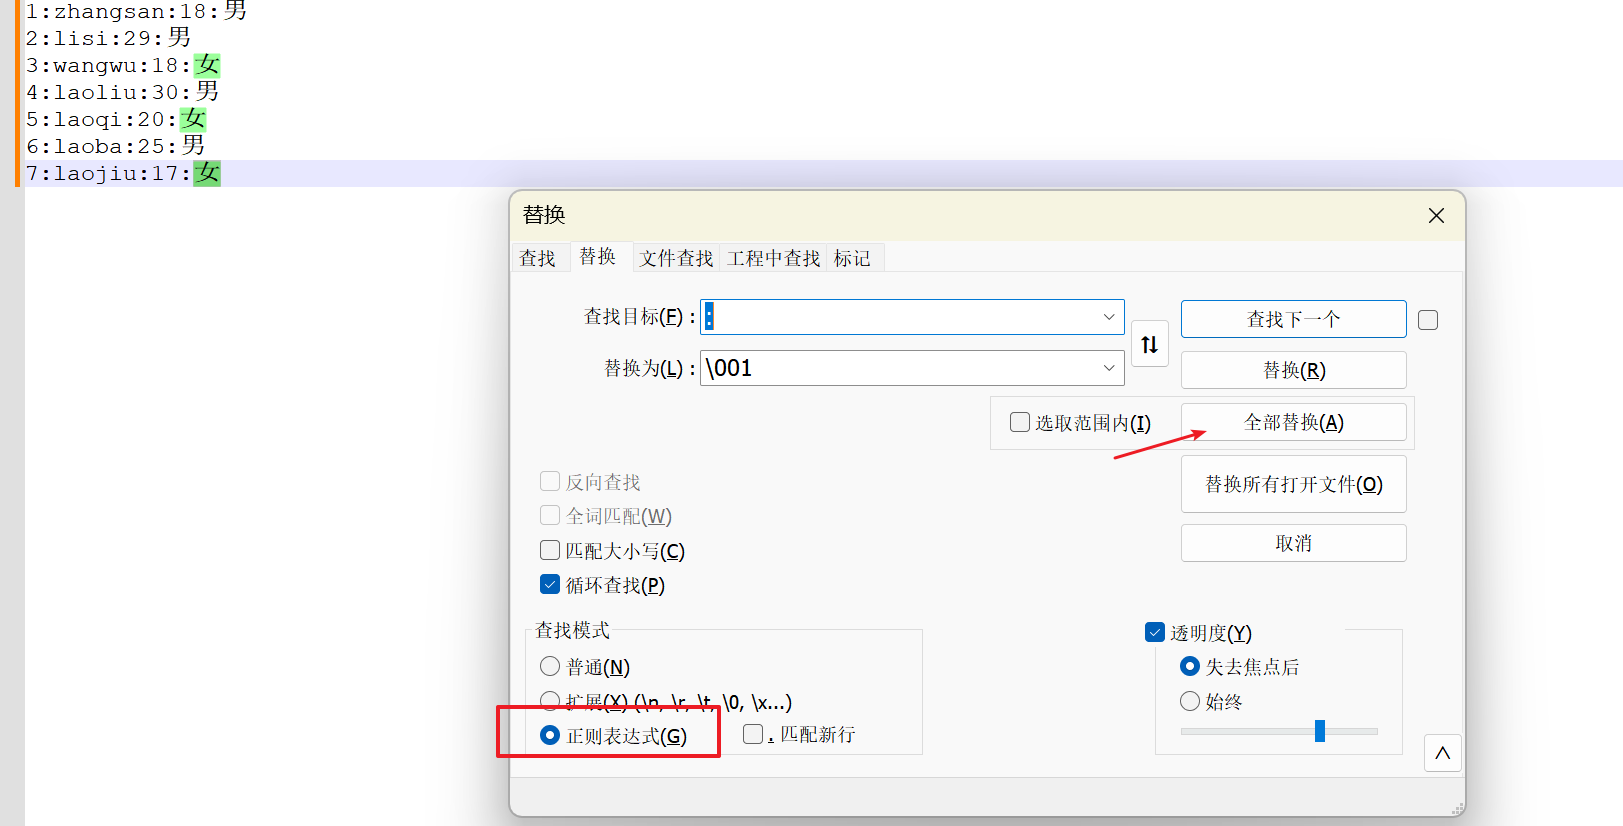 1:zhangsan:18:男
2:lisi:29:男
3:wangwu:18:女
4:laoliu:30:男
5:laoqi:20:女
6:laoba:25:男
7:laojiu:17:女
替换
查找 替换 文件查找 工程中查找 标记
查找目标(F) : :
查找下一个
替换为(L) : \001
替换(R)
选取范围内(I)
全部替换(A)
反向查找
替换所有打开文件(O)
全词匹配(W)
取消
匹配大小写(C)
循环查找(P)
查找模式
透明度(Y)
普通(N)
失去焦点后
扩展(X) (\n, \r, \t, \0, \x...)
始终
正则表达式(G)
. 匹配新行